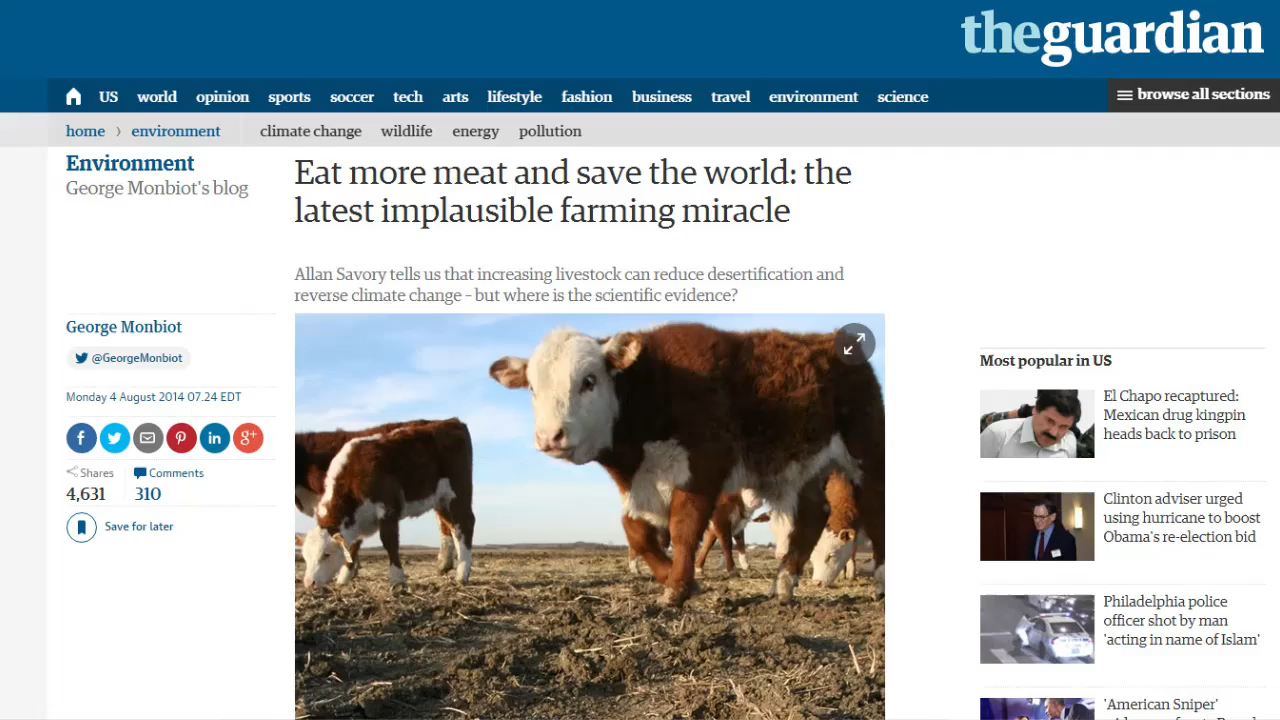 theguardian
US world opinion sports soccer tech arts lifestyle fashion business travel environment science
browse all sections
home › environment climate change wildlife energy pollution
Environment
George Monbiot's blog
Eat more meat and save the world: the
latest implausible farming miracle
Allan Savory tells us that increasing livestock can reduce desertification and
reverse climate change – but where is the scientific evidence?
George Monbiot
@GeorgeMonbiot
Monday 4 August 2014 07.24 EDT
Shares
4,631
Comments
310
Save for later
Most popular in US
El Chapo recaptured:
Mexican drug kingpin
heads back to prison
Clinton adviser urged
using hurricane to boost
Obama's re-election bid
Philadelphia police
officer shot by man
'acting in name of Islam'
'American Sniper'